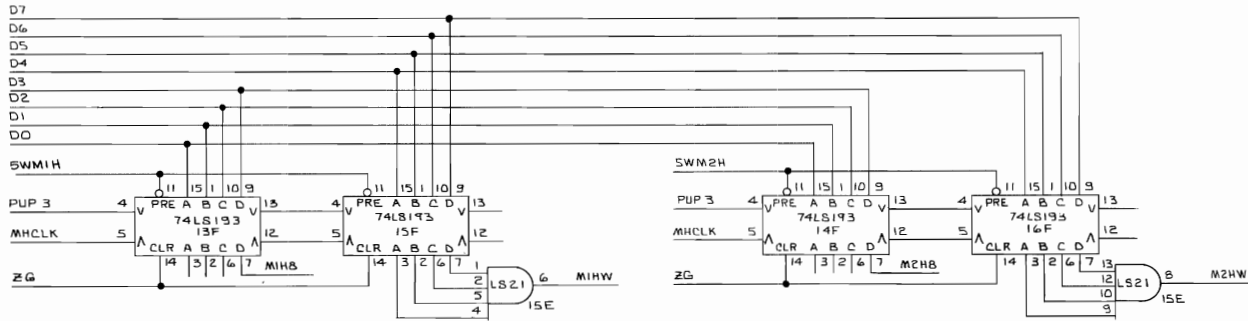 D7
D6
D5
D4
D3
D2
D1
D0
SWM1H
SWM2H
11 15 1 10 9
11 15 1 10 9
11 15 1 10 9
11 15 1 10 9
PUP 3 4 PRE A B C D 13
4 PRE A B C D 13
PUP 3 4 PRE A B C D 13
4 PRE A B C D 13
74LS193
74LS193
74LS193
74LS193
13F
15F
14F
16F
MHCLK 5 CLR A B C D 12
5 CLR A B C D 12
MHCLK 5 CLR A B C D 12
5 CLR A B C D 12
14 3 2 6 7 M1H8
14 3 2 6 7
14 3 2 6 7 M2H8
14 3 2 6 7
ZG
ZG
1
2
5
4
LS21
6
M1HW
15E
13
12
10
9
LS21
8
M2HW
15E